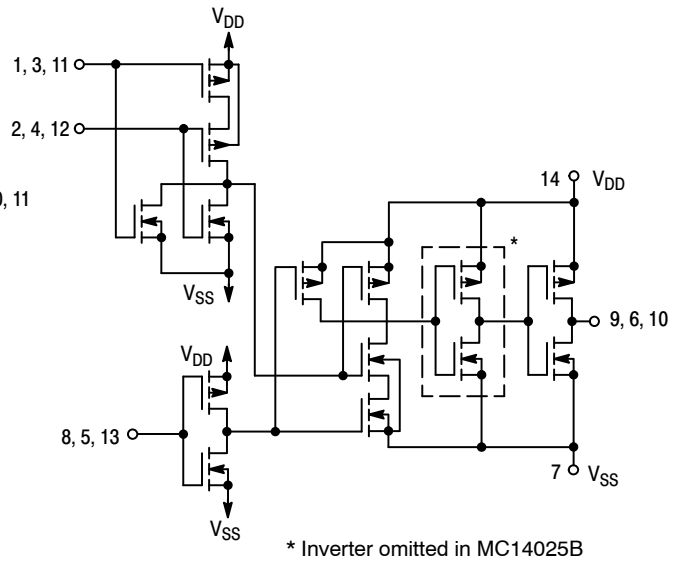 VDD
1, 3, 11
2, 4, 12
, 11
14 VDD
*
VSS
9, 6, 10
VDD
8, 5, 13
7 VSS
VSS
* Inverter omitted in MC14025B